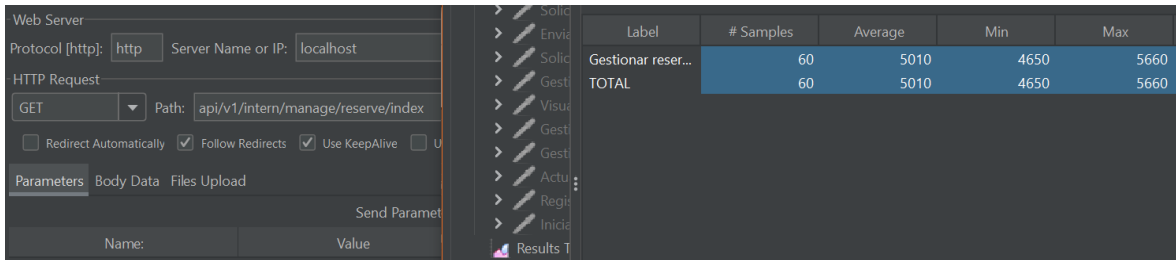 Web Server
Protocol [http]: http Server Name or IP: localhost
HTTP Request
GET Path: api/v1/intern/manage/reserve/index
Redirect Automatically Follow Redirects Use KeepAlive U
Parameters Body Data Files Upload
Send Paramet
Name: Value
Solic
Envia
Solic
Gesti
Visua
Gesti
Gesti
Actu
Regis
Inicia
Results T
Label # Samples Average Min Max
Gestionar reser... 60 5010 4650 5660
TOTAL 60 5010 4650 5660